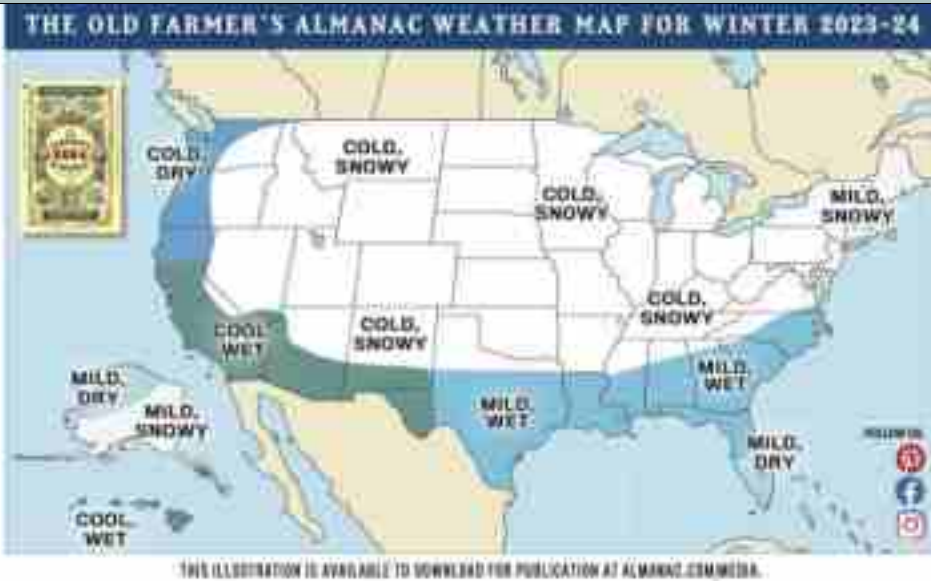 THE OLD FARMER'S ALMANAC WEATHER MAP FOR WINTER 2023-24
COLD,
DRY
COLD,
SNOWY
COLD,
SNOWY
MILD,
SNOWY
COLD,
SNOWY
COOL,
WET
COLD,
SNOWY
MILD,
WET
MILD,
WET
MILD,
DRY
MILD,
DRY
MILD,
SNOWY
COOL,
WET
FOLLOW US:
THIS ILLUSTRATION IS AVAILABLE TO DOWNLOAD FOR PUBLICATION AT ALMANAC.COM/MEDIA.